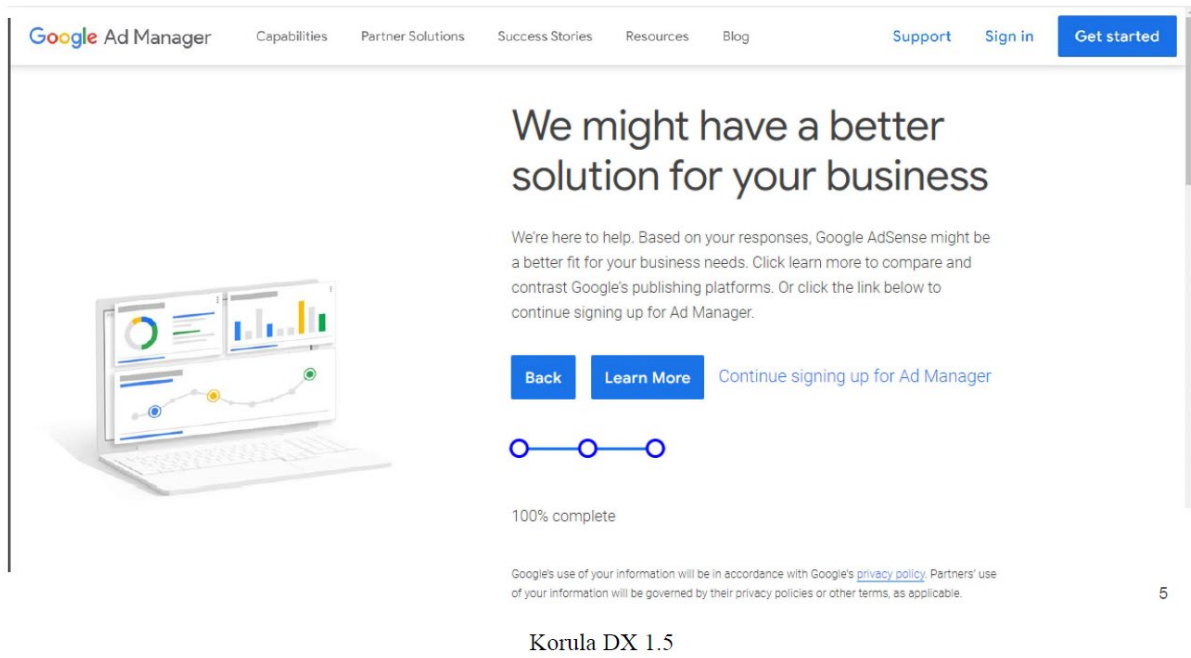 Google Ad Manager Capabilities Partner Solutions Success Stories Resources Blog Support Sign in Get started
We might have a better
solution for your business
We're here to help. Based on your responses, Google AdSense might be
a better fit for your business needs. Click learn more to compare and
contrast Google's publishing platforms. Or click the link below to
continue signing up for Ad Manager.
Back Learn More Continue signing up for Ad Manager
100% complete
Google's use of your information will be in accordance with Google's privacy policy. Partners' use
of your information will be governed by their privacy policies or other terms, as applicable.
5
Korula DX 1.5